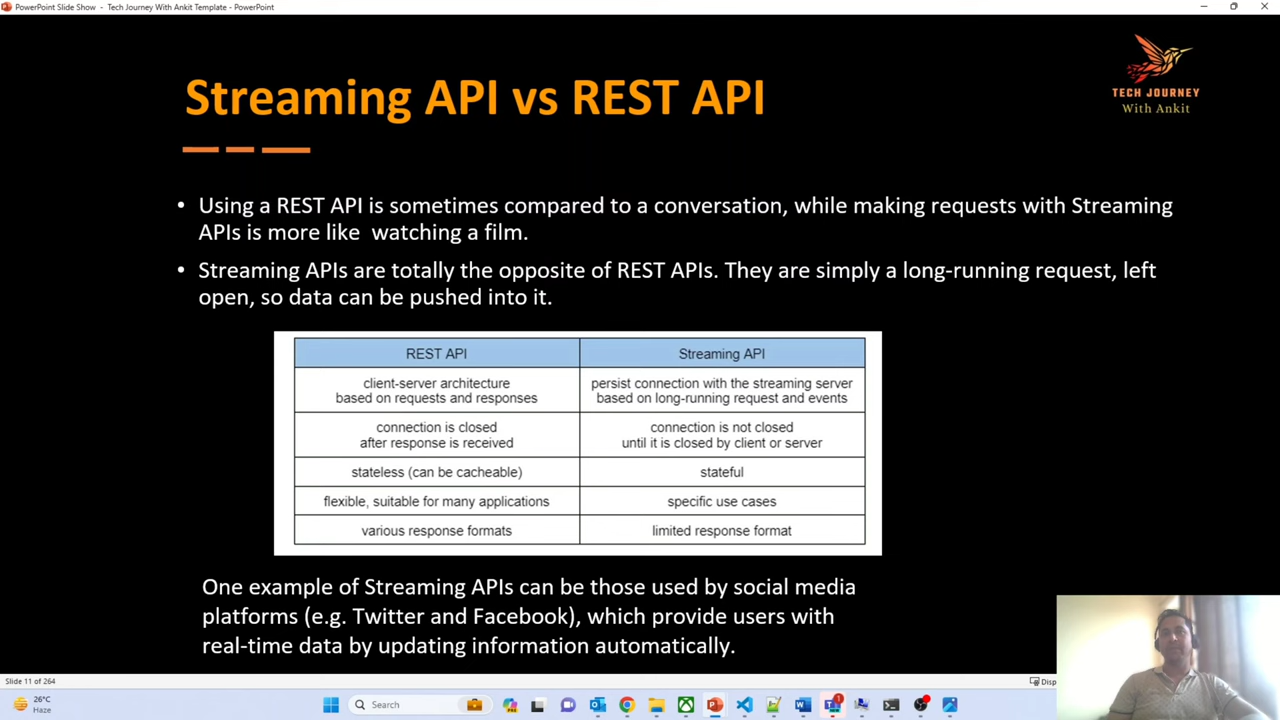 PowerPoint Slide Show - Tech Journey With Ankit Template - PowerPoint
Streaming API vs REST API
TECH JOURNEY
With Ankit
• Using a REST API is sometimes compared to a conversation, while making requests with Streaming
APIs is more like watching a film.
• Streaming APIs are totally the opposite of REST APIs. They are simply a long-running request, left
open, so data can be pushed into it.
REST API
Streaming API
client-server architecture
based on requests and responses
persist connection with the streaming server
based on long-running request and events
connection is closed
after response is received
connection is not closed
until it is closed by client or server
stateless (can be cacheable)
stateful
flexible, suitable for many applications
specific use cases
various response formats
limited response format
One example of Streaming APIs can be those used by social media
platforms (e.g. Twitter and Facebook), which provide users with
real-time data by updating information automatically.
Slide 11 of 264
Disp
26°C
Haze
Search
1